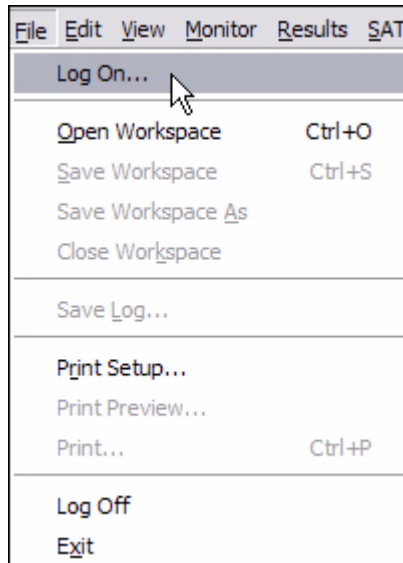 File Edit View Monitor Results SAT
Log On...
Open Workspace Ctrl+O
Save Workspace Ctrl+S
Save Workspace As
Close Workspace
Save Log...
Print Setup...
Print Preview...
Print... Ctrl+P
Log Off
Exit